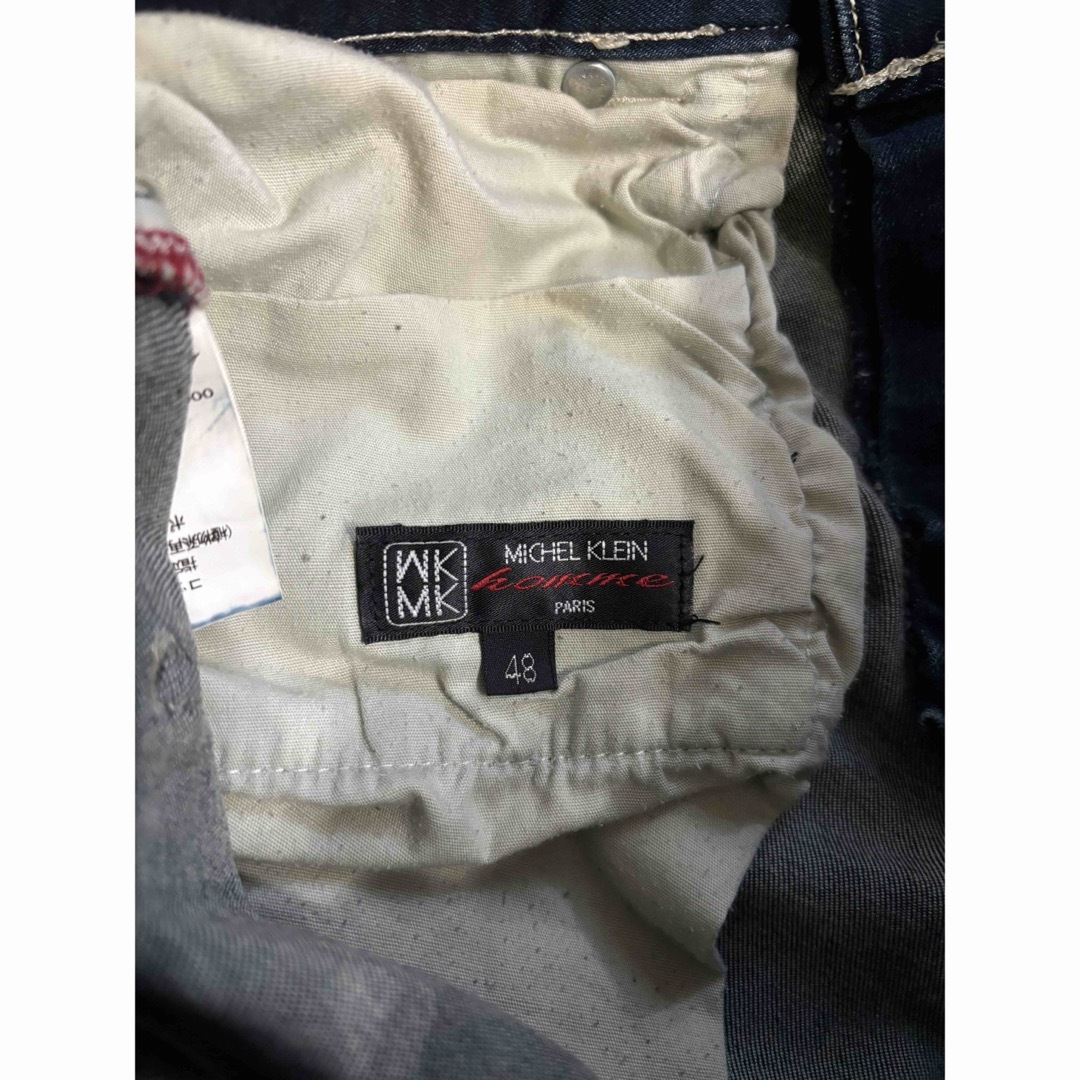 MK
MK
MICHEL KLEIN
homme
PARIS
48